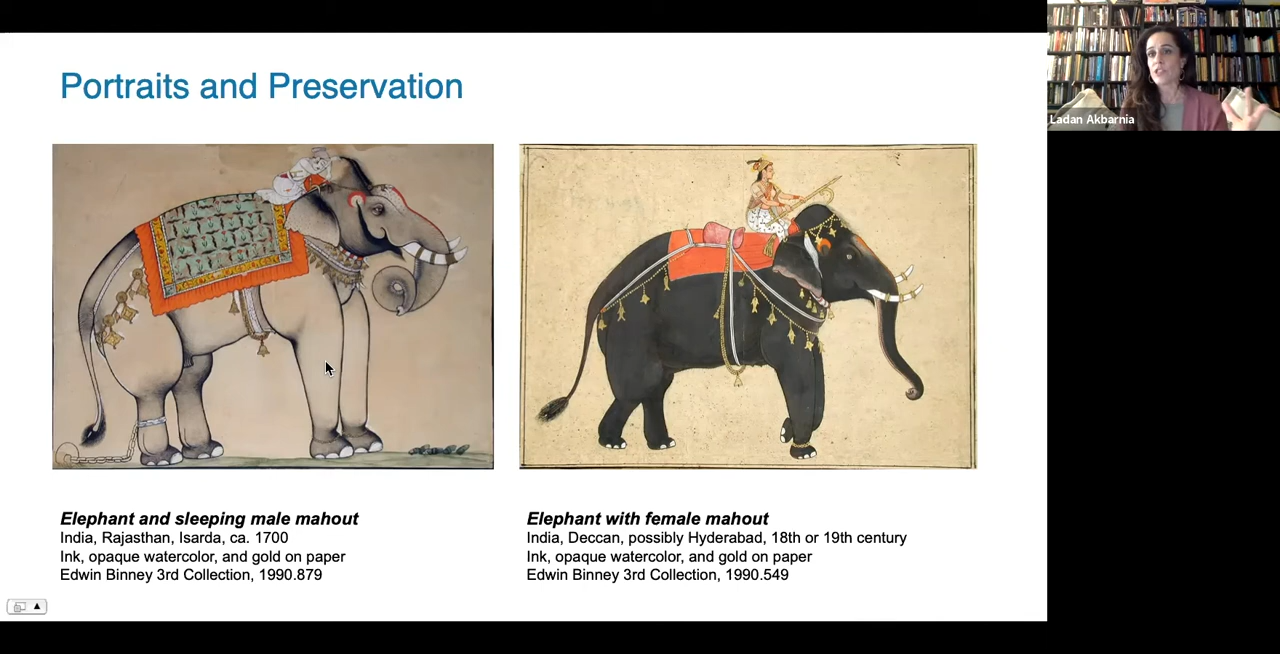 Portraits and Preservation
Ladan Akbarnia
Elephant and sleeping male mahout
India, Rajasthan, Isarda, ca. 1700
Ink, opaque watercolor, and gold on paper
Edwin Binney 3rd Collection, 1990.879
Elephant with female mahout
India, Deccan, possibly Hyderabad, 18th or 19th century
Ink, opaque watercolor, and gold on paper
Edwin Binney 3rd Collection, 1990.549